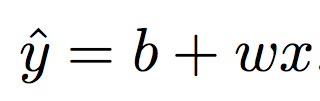 ŷ = b + wx.